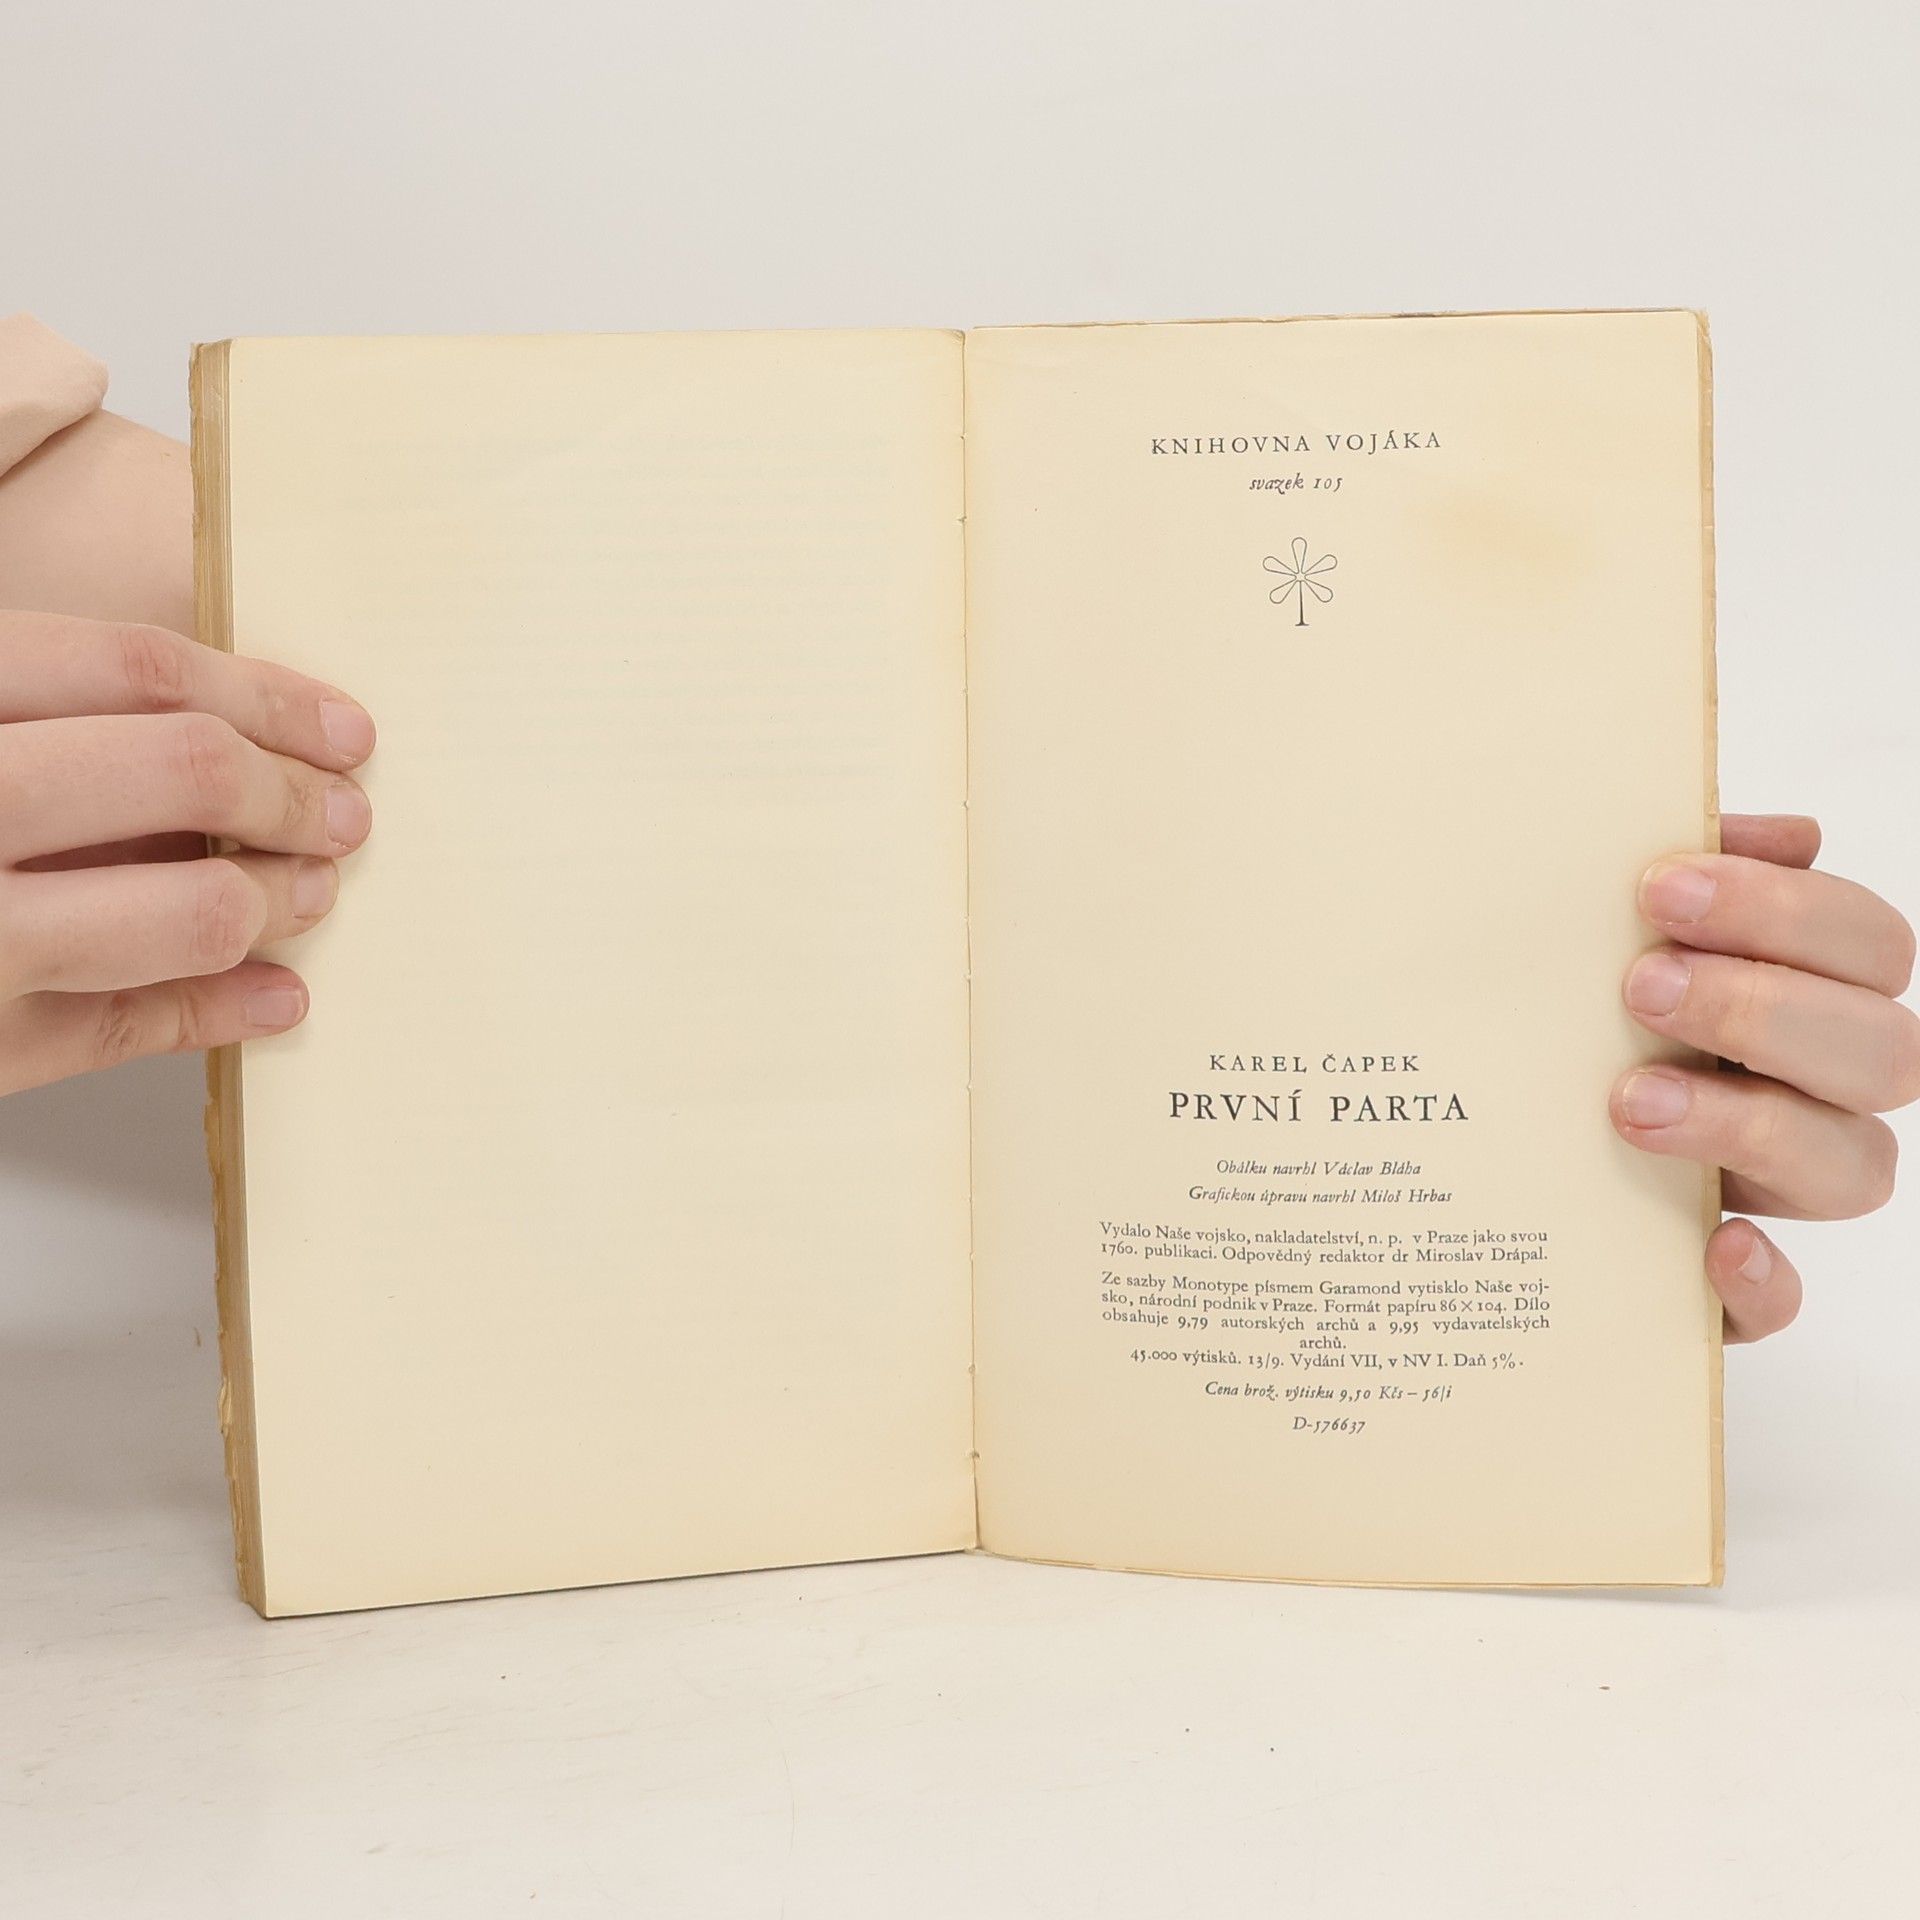 KNIHOVNA VOJÁKA
svazek 105
KAREL ČAPEK
PRVNÍ PARTA
Obálku navrhl Václav Bláha
Grafickou úpravu navrhl Miloš Hrbas
Vydalo Naše vojsko, nakladatelství, n. p. v Praze jako svou
1760. publikaci. Odpovědný redaktor dr Miroslav Drápal.
Ze sazby Monotype písmem Garamond vytisklo Naše voj-
sko, národní podnik v Praze. Formát papíru 86 × 104. Dílo
obsahuje 9,79 autorských archů a 9,95 vydavatelských
archů.
45.000 výtisků. 13/9. Vydání VII, v NV I. Daň 5%.
Cena brož. výtisku 9,50 Kčs – 56/i
D-576637